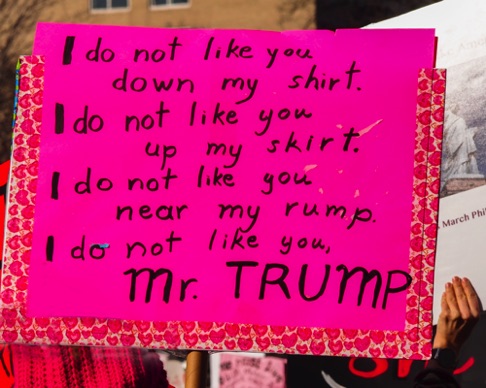 I do not like you
down my shirt.
I do not like you
up my skirt.
I do not like you
near my rump.
I do not like you,
Mr. TRUMP
March Phil